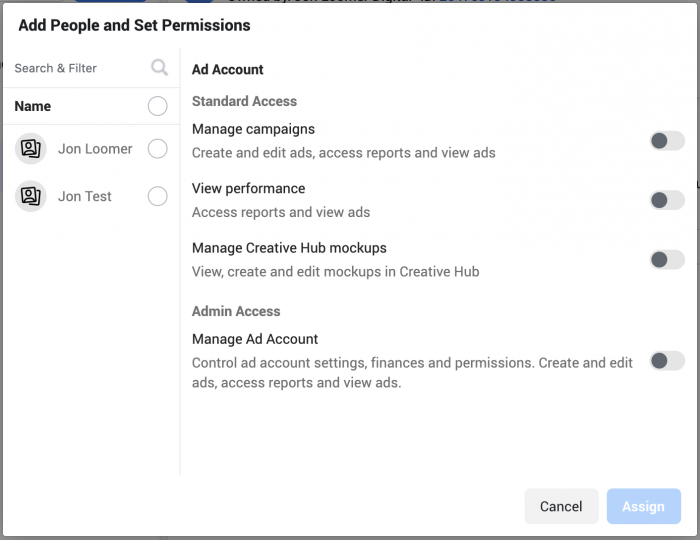 Add People and Set Permissions
Search & Filter
Name
Jon Loomer
Jon Test
Ad Account
Standard Access
Manage campaigns
Create and edit ads, access reports and view ads
View performance
Access reports and view ads
Manage Creative Hub mockups
View, create and edit mockups in Creative Hub
Admin Access
Manage Ad Account
Control ad account settings, finances and permissions. Create and edit
ads, access reports and view ads.
Cancel
Assign